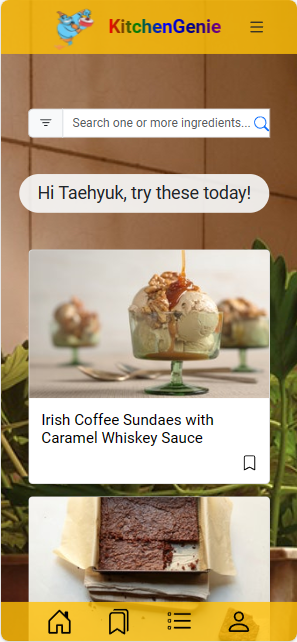 KitchenGenie
Search one or more ingredients...
Hi Taehyuk, try these today!
Irish Coffee Sundaes with
Caramel Whiskey Sauce